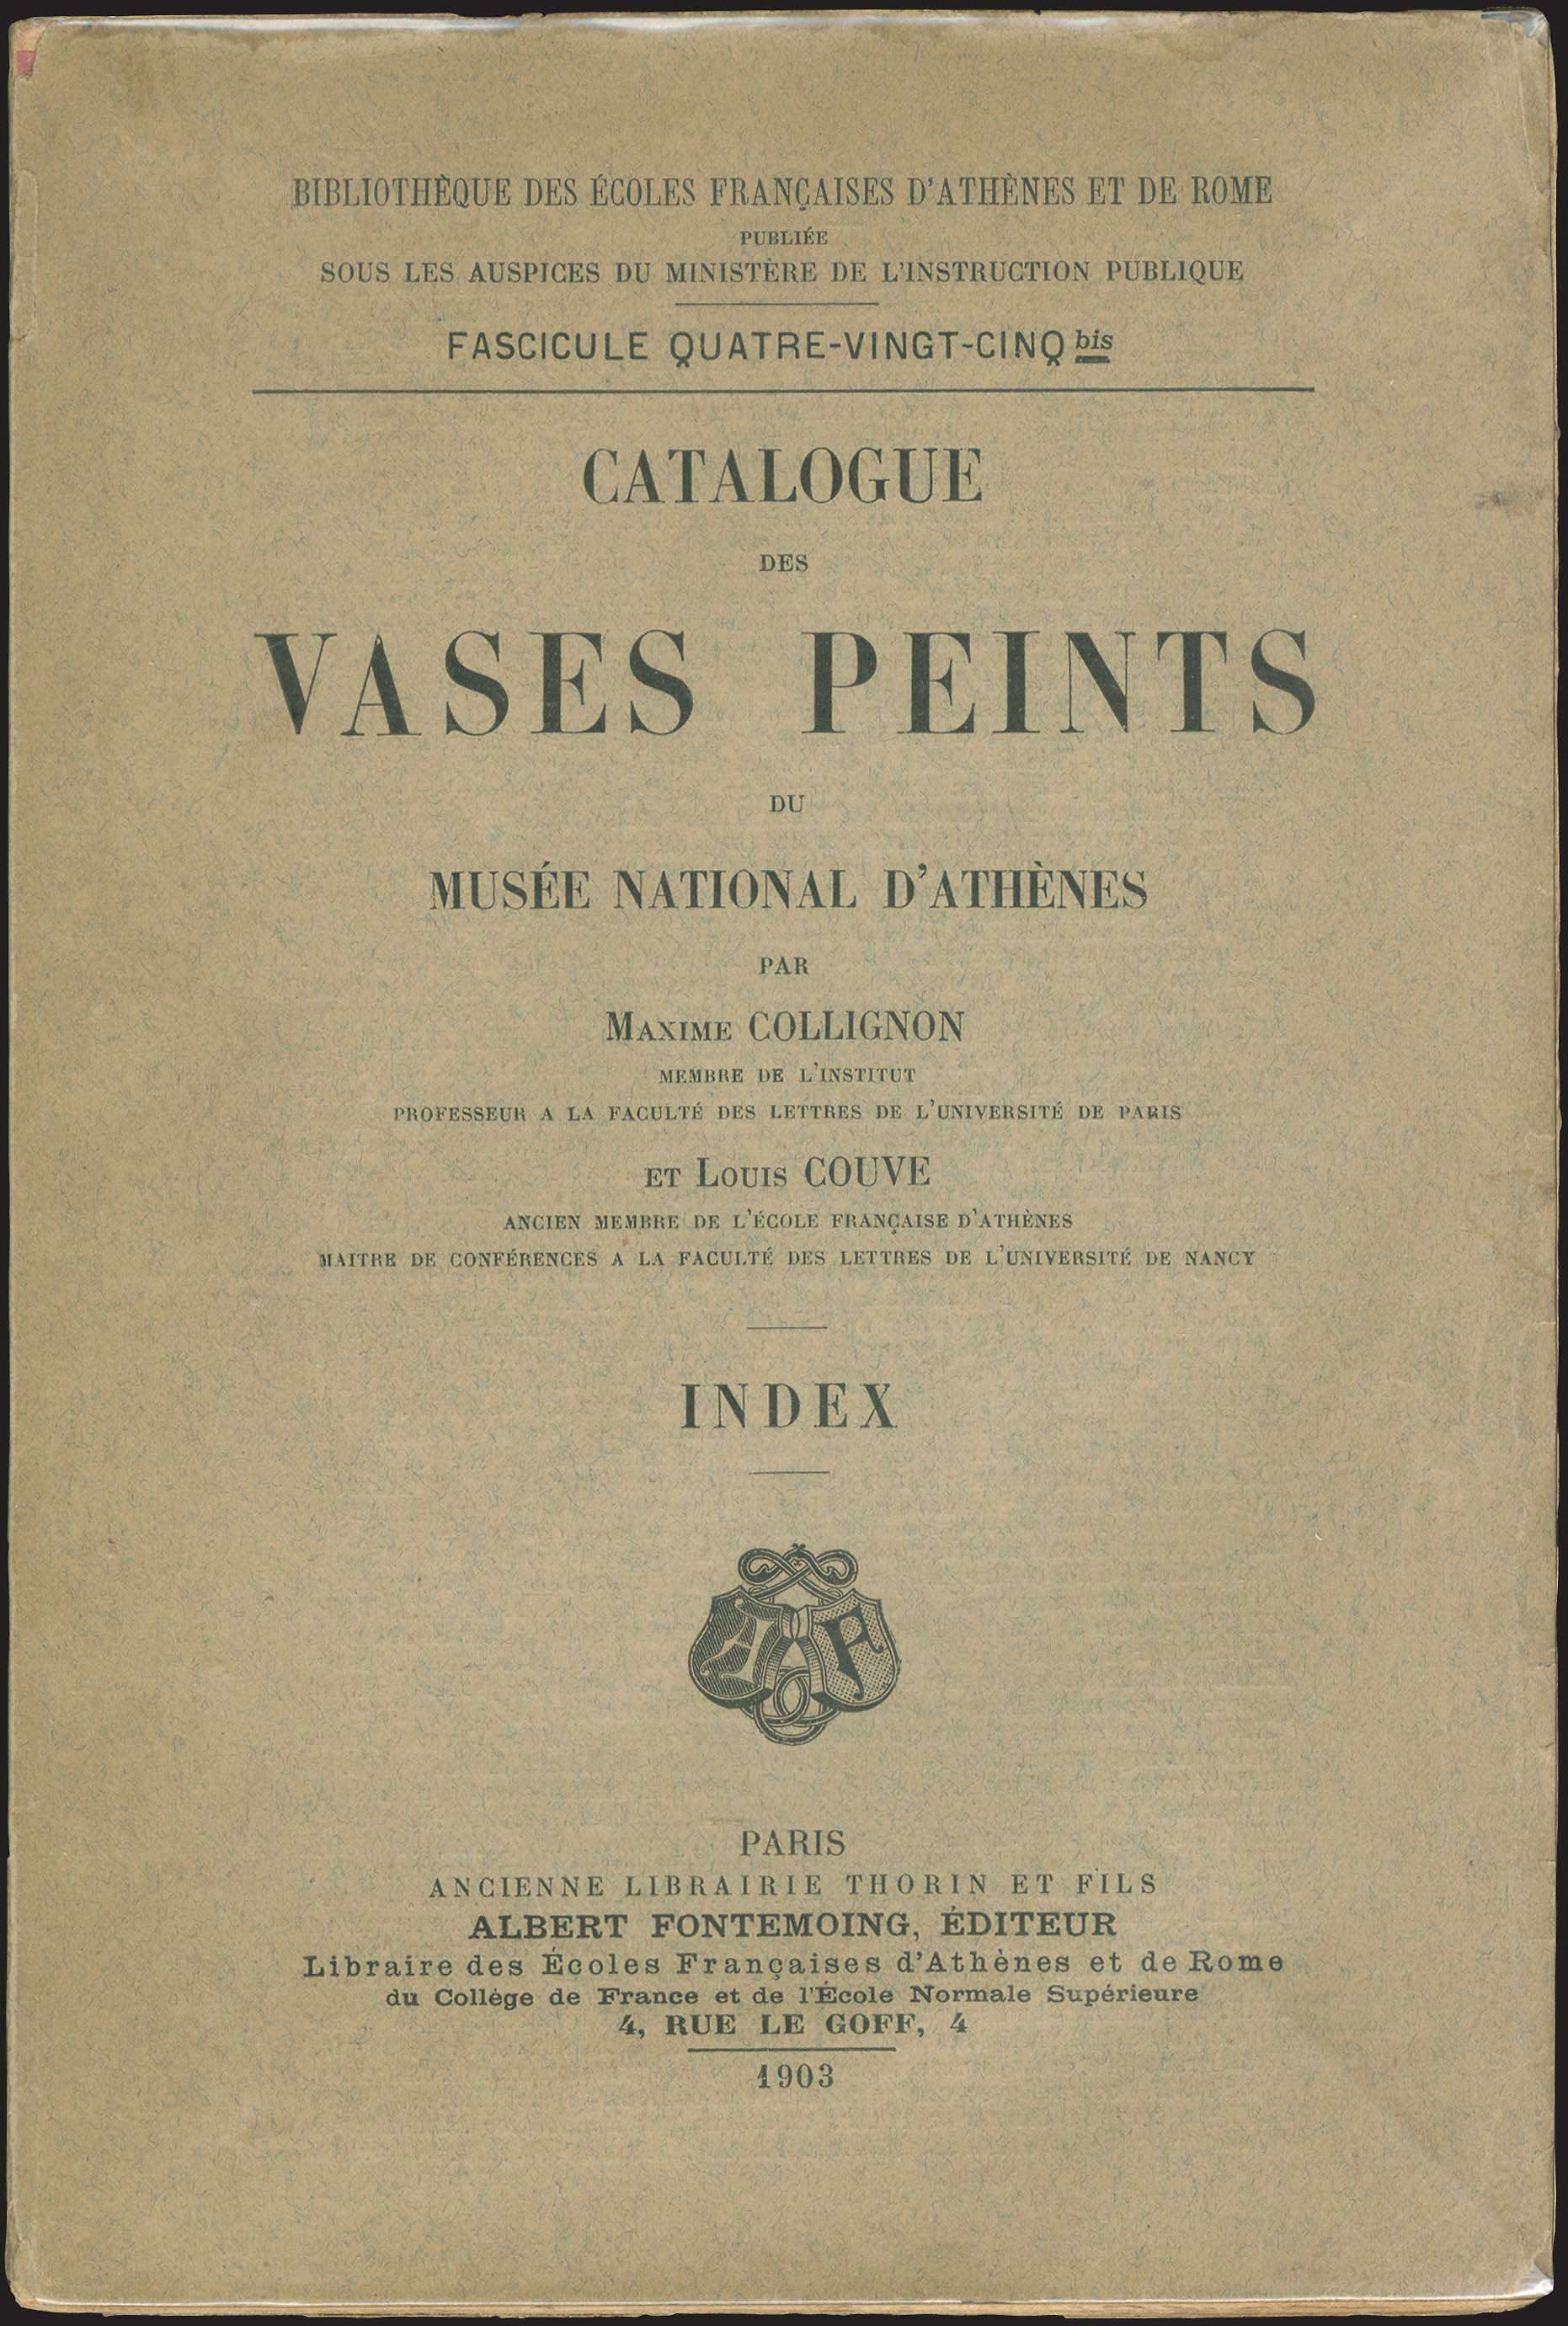 BIBLIOTHÈQUE DES ÉCOLES FRANÇAISES D'ATHÈNES ET DE ROME
PUBLIÉE
SOUS LES AUSPICES DU MINISTÈRE DE L'INSTRUCTION PUBLIQUE
FASCICULE QUATRE-VINGT-CINQ bis
CATALOGUE
DES
VASES PEINTS
DU
MUSÉE NATIONAL D'ATHÈNES
PAR
MAXIME COLLIGNON
MEMBRE DE L'INSTITUT
PROFESSEUR A LA FACULTÉ DES LETTRES DE L'UNIVERSITÉ DE PARIS
ET LOUIS COUVE
ANCIEN MEMBRE DE L'ÉCOLE FRANÇAISE D'ATHÈNES
MAITRE DE CONFÉRENCES A LA FACULTÉ DES LETTRES DE L'UNIVERSITÉ DE NANCY
INDEX
A F
PARIS
ANCIENNE LIBRAIRIE THORIN ET FILS
ALBERT FONTEMOING, ÉDITEUR
Libraire des Écoles Françaises d'Athènes et de Rome
du Collège de France et de l'École Normale Supérieure
4, RUE LE GOFF, 4
1903